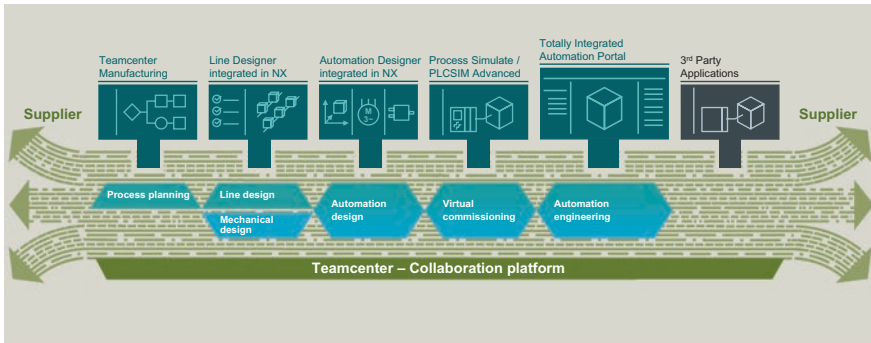 Teamcenter
Manufacturing
Line Designer
integrated in NX
Automation Designer
integrated in NX
Process Simulate /
PLCSIM Advanced
Totally Integrated
Automation Portal
3rd Party
Applications
Supplier
Supplier
M
3~
Process planning
Line design
Mechanical
design
Automation
design
Virtual
commissioning
Automation
engineering
Teamcenter – Collaboration platform